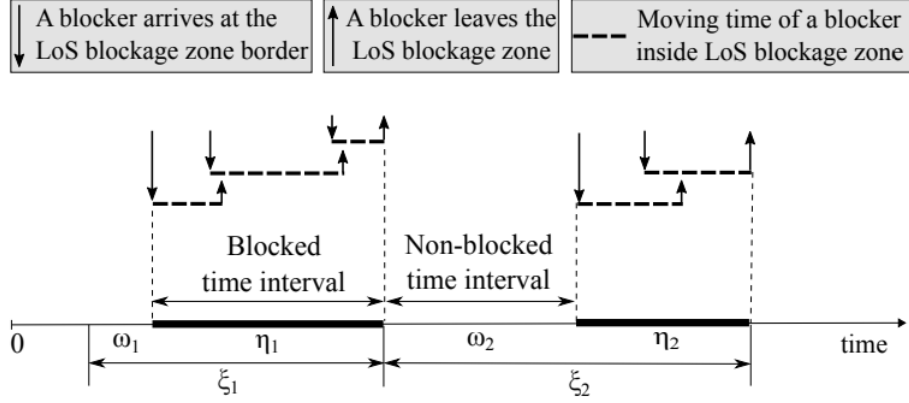 A blocker arrives at the
LoS blockage zone border
A blocker leaves the
LoS blockage zone
Moving time of a blocker
inside LoS blockage zone
Blocked
time interval
Non-blocked
time interval
0
ω1
η1
ω2
η2
time
ξ1
ξ2